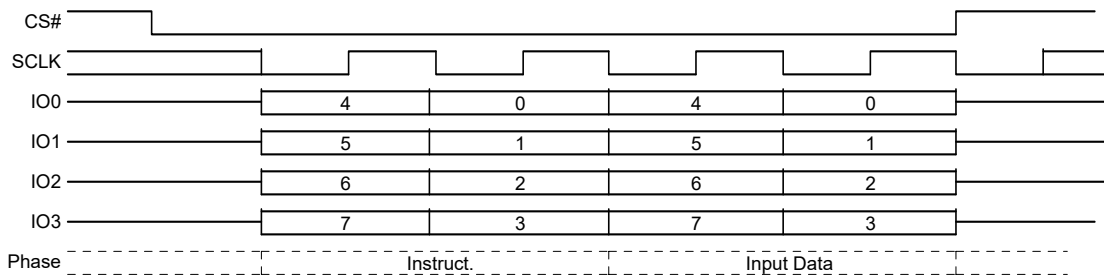 CS#
SCLK
IO0 4 0 4 0
IO1 5 1 5 1
IO2 6 2 6 2
IO3 7 3 7 3
Phase Instruct. Input Data